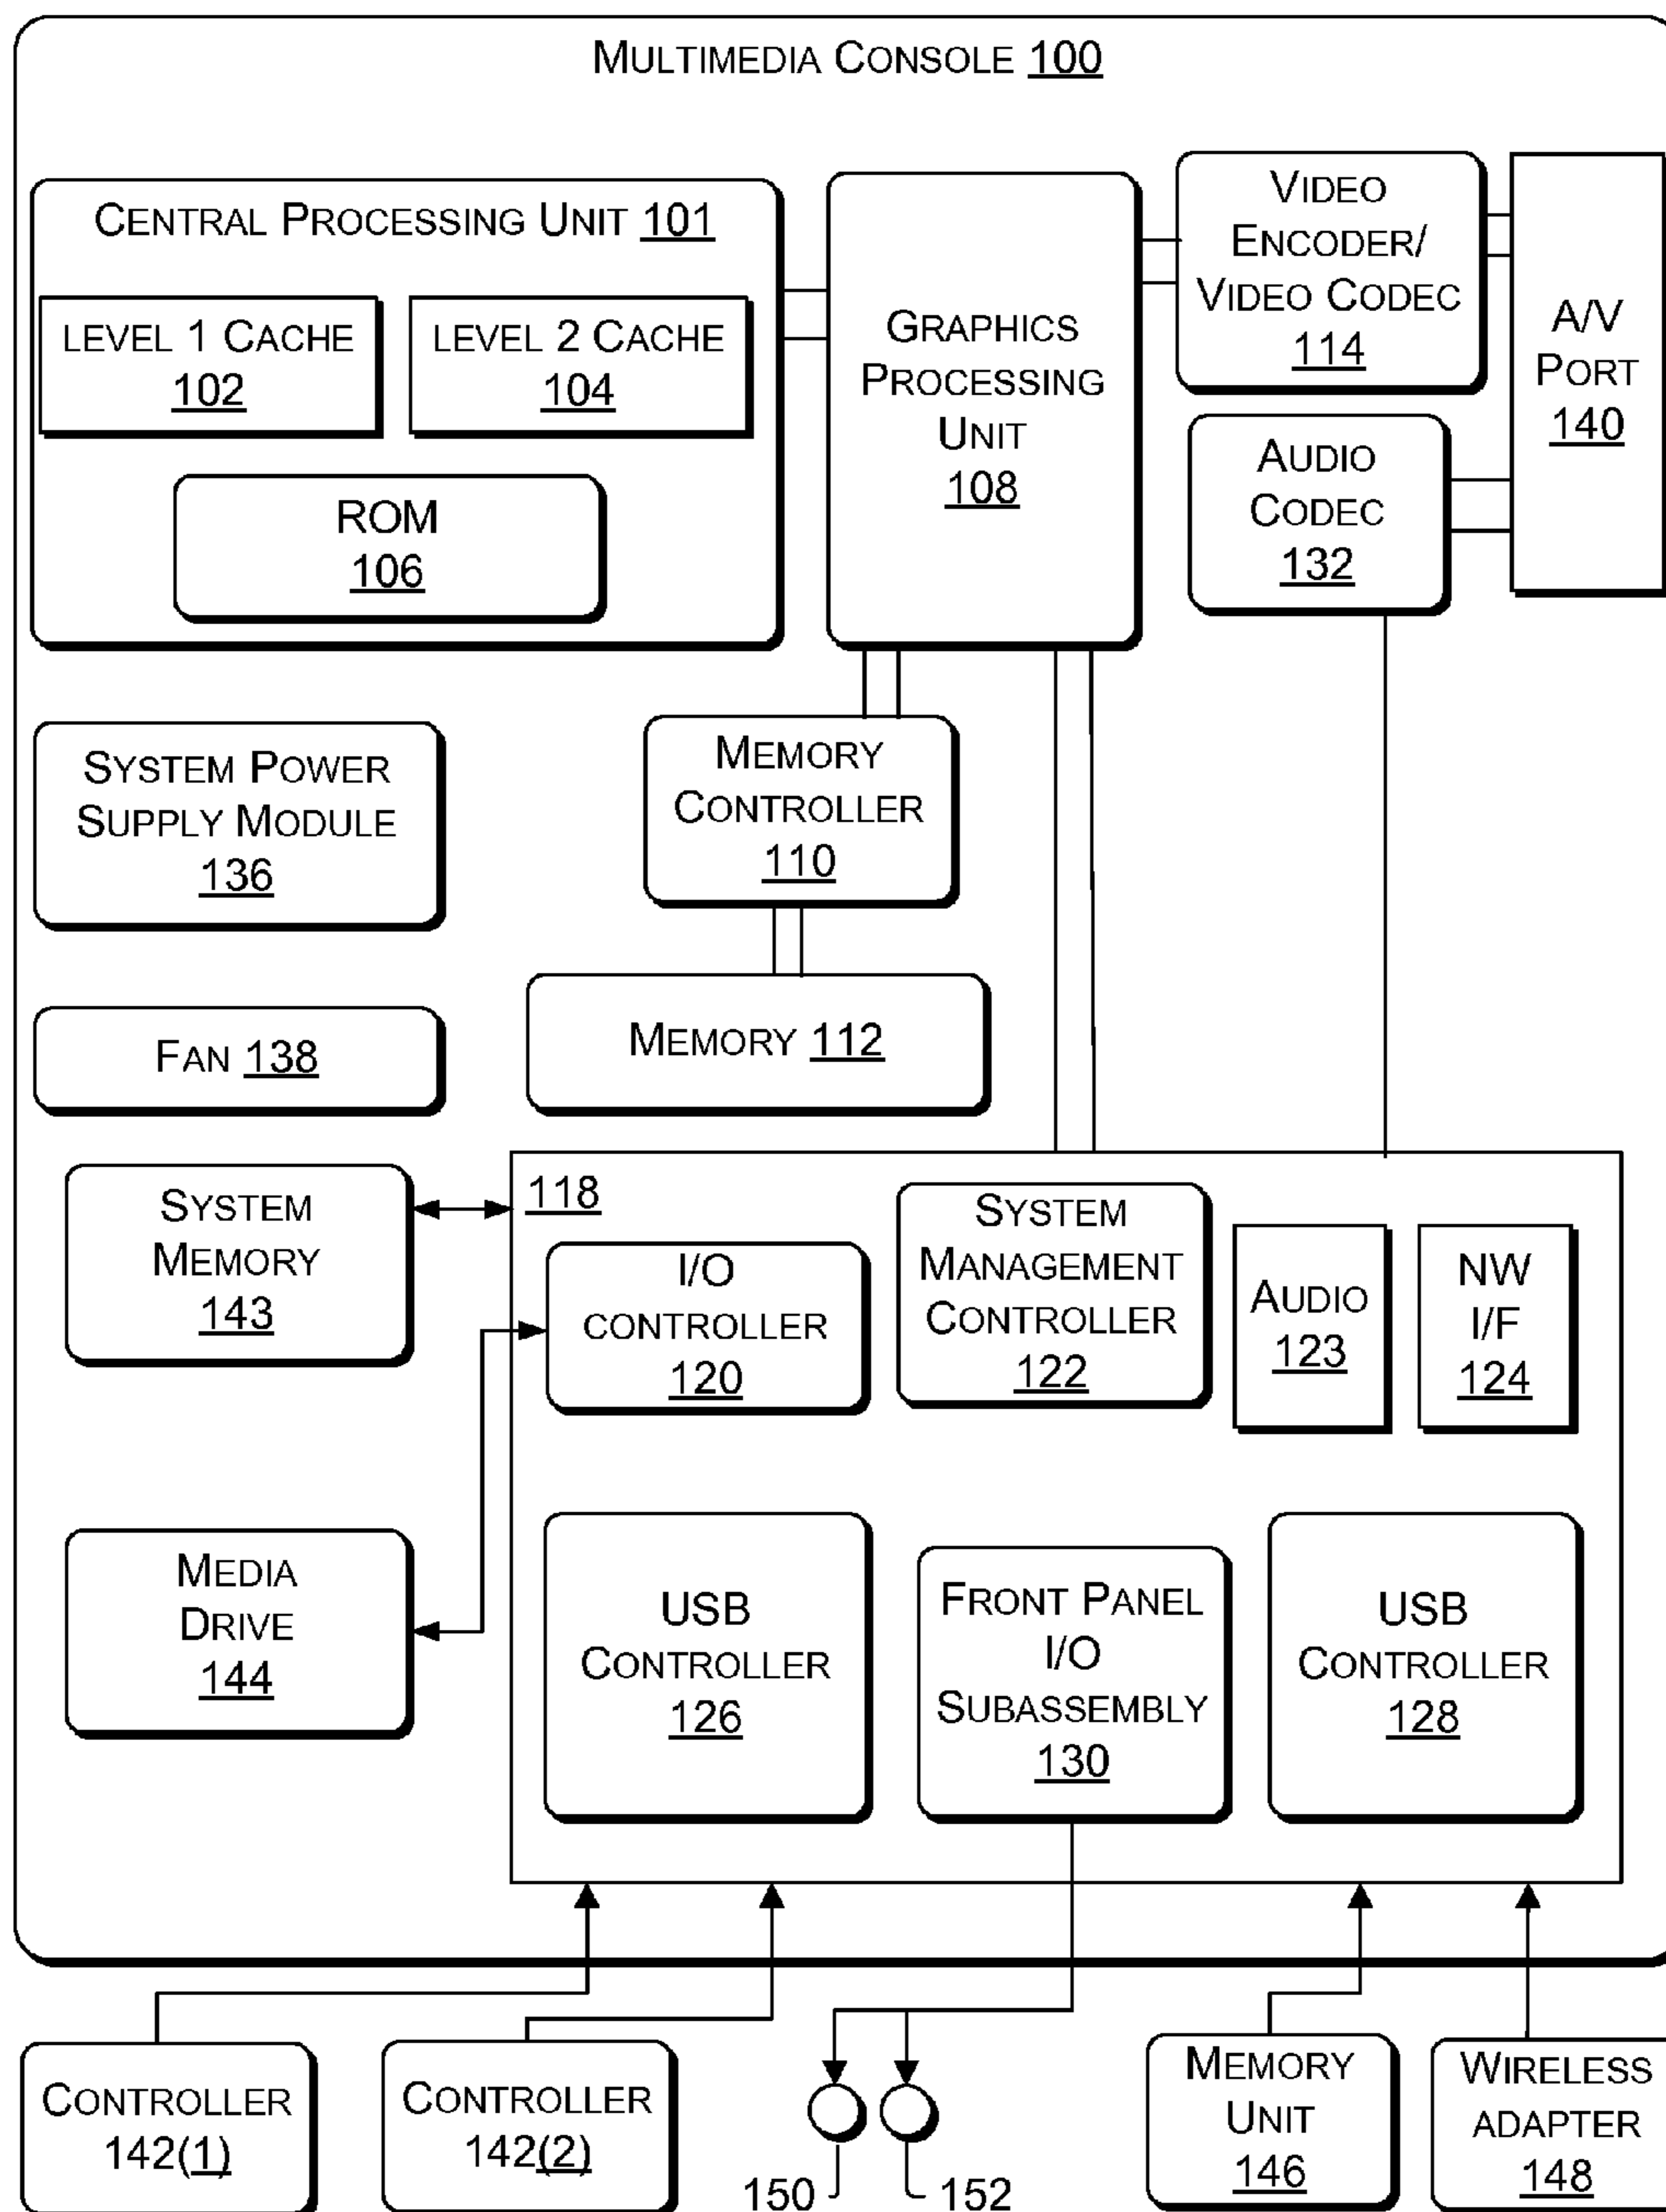 MULTIMEDIA CONSOLE 100
CENTRAL PROCESSING UNIT 101
LEVEL 1 CACHE
102
LEVEL 2 CACHE
104
ROM
106
GRAPHICS
PROCESSING
UNIT
108
VIDEO
ENCODER/
VIDEO CODEC
114
A/V
PORT
140
AUDIO
CODEC
132
SYSTEM POWER
SUPPLY MODULE
136
MEMORY
CONTROLLER
110
FAN 138
MEMORY 112
SYSTEM
MEMORY
143
118
I/O
CONTROLLER
120
SYSTEM
MANAGEMENT
CONTROLLER
122
AUDIO
123
NW
I/F
124
MEDIA
DRIVE
144
USB
CONTROLLER
126
FRONT PANEL
I/O
SUBASSEMBLY
130
USB
CONTROLLER
128
CONTROLLER
142(1)
CONTROLLER
142(2)
150
152
MEMORY
UNIT
146
WIRELESS
ADAPTER
148